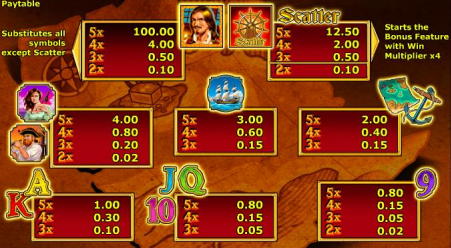 Paytable
Substitutes all
symbols
except Scatter
5x 100.00
4x 4.00
3x 0.50
2x 0.10
Scatter
Scatter
5x 12.50
4x 2.00
3x 0.50
2x 0.10
Starts the
Bonus Feature
with Win
Multiplier x4
5x 4.00
4x 0.80
3x 0.20
2x 0.02
5x 3.00
4x 0.60
3x 0.15
5x 2.00
4x 0.40
3x 0.15
K A
5x 1.00
4x 0.30
3x 0.10
J Q
10
5x 0.80
4x 0.15
3x 0.05
5x 0.80
4x 0.15
3x 0.05
2x 0.02
9